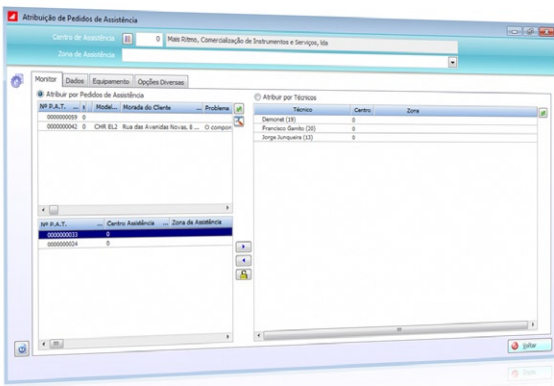 Atribuição de Pedidos de Assistência
Centro de Assistência 0 Mais Ritmo, Comercialização de Instrumentos e Serviços, lda
Zona de Assistência
Monitor Dados Equipamento Opções Diversas
Atribuir por Pedidos de Assistência
Nº P.A.T. ... Model... Morada do Cliente ... Problema
0000000059 0
0000000042 0 CHR EL2 Rua das Avenidas Novas, 8 ... O compon
Nº P.A.T. ... Centro Assistência ... Zona de Assistência
0000000033 0
0000000024 0
Atribuir por Técnicos
Técnico Centro Zona
Demonet (19) 0
Francisco Gambo (20) 0
Jorge Junqueira (13) 0